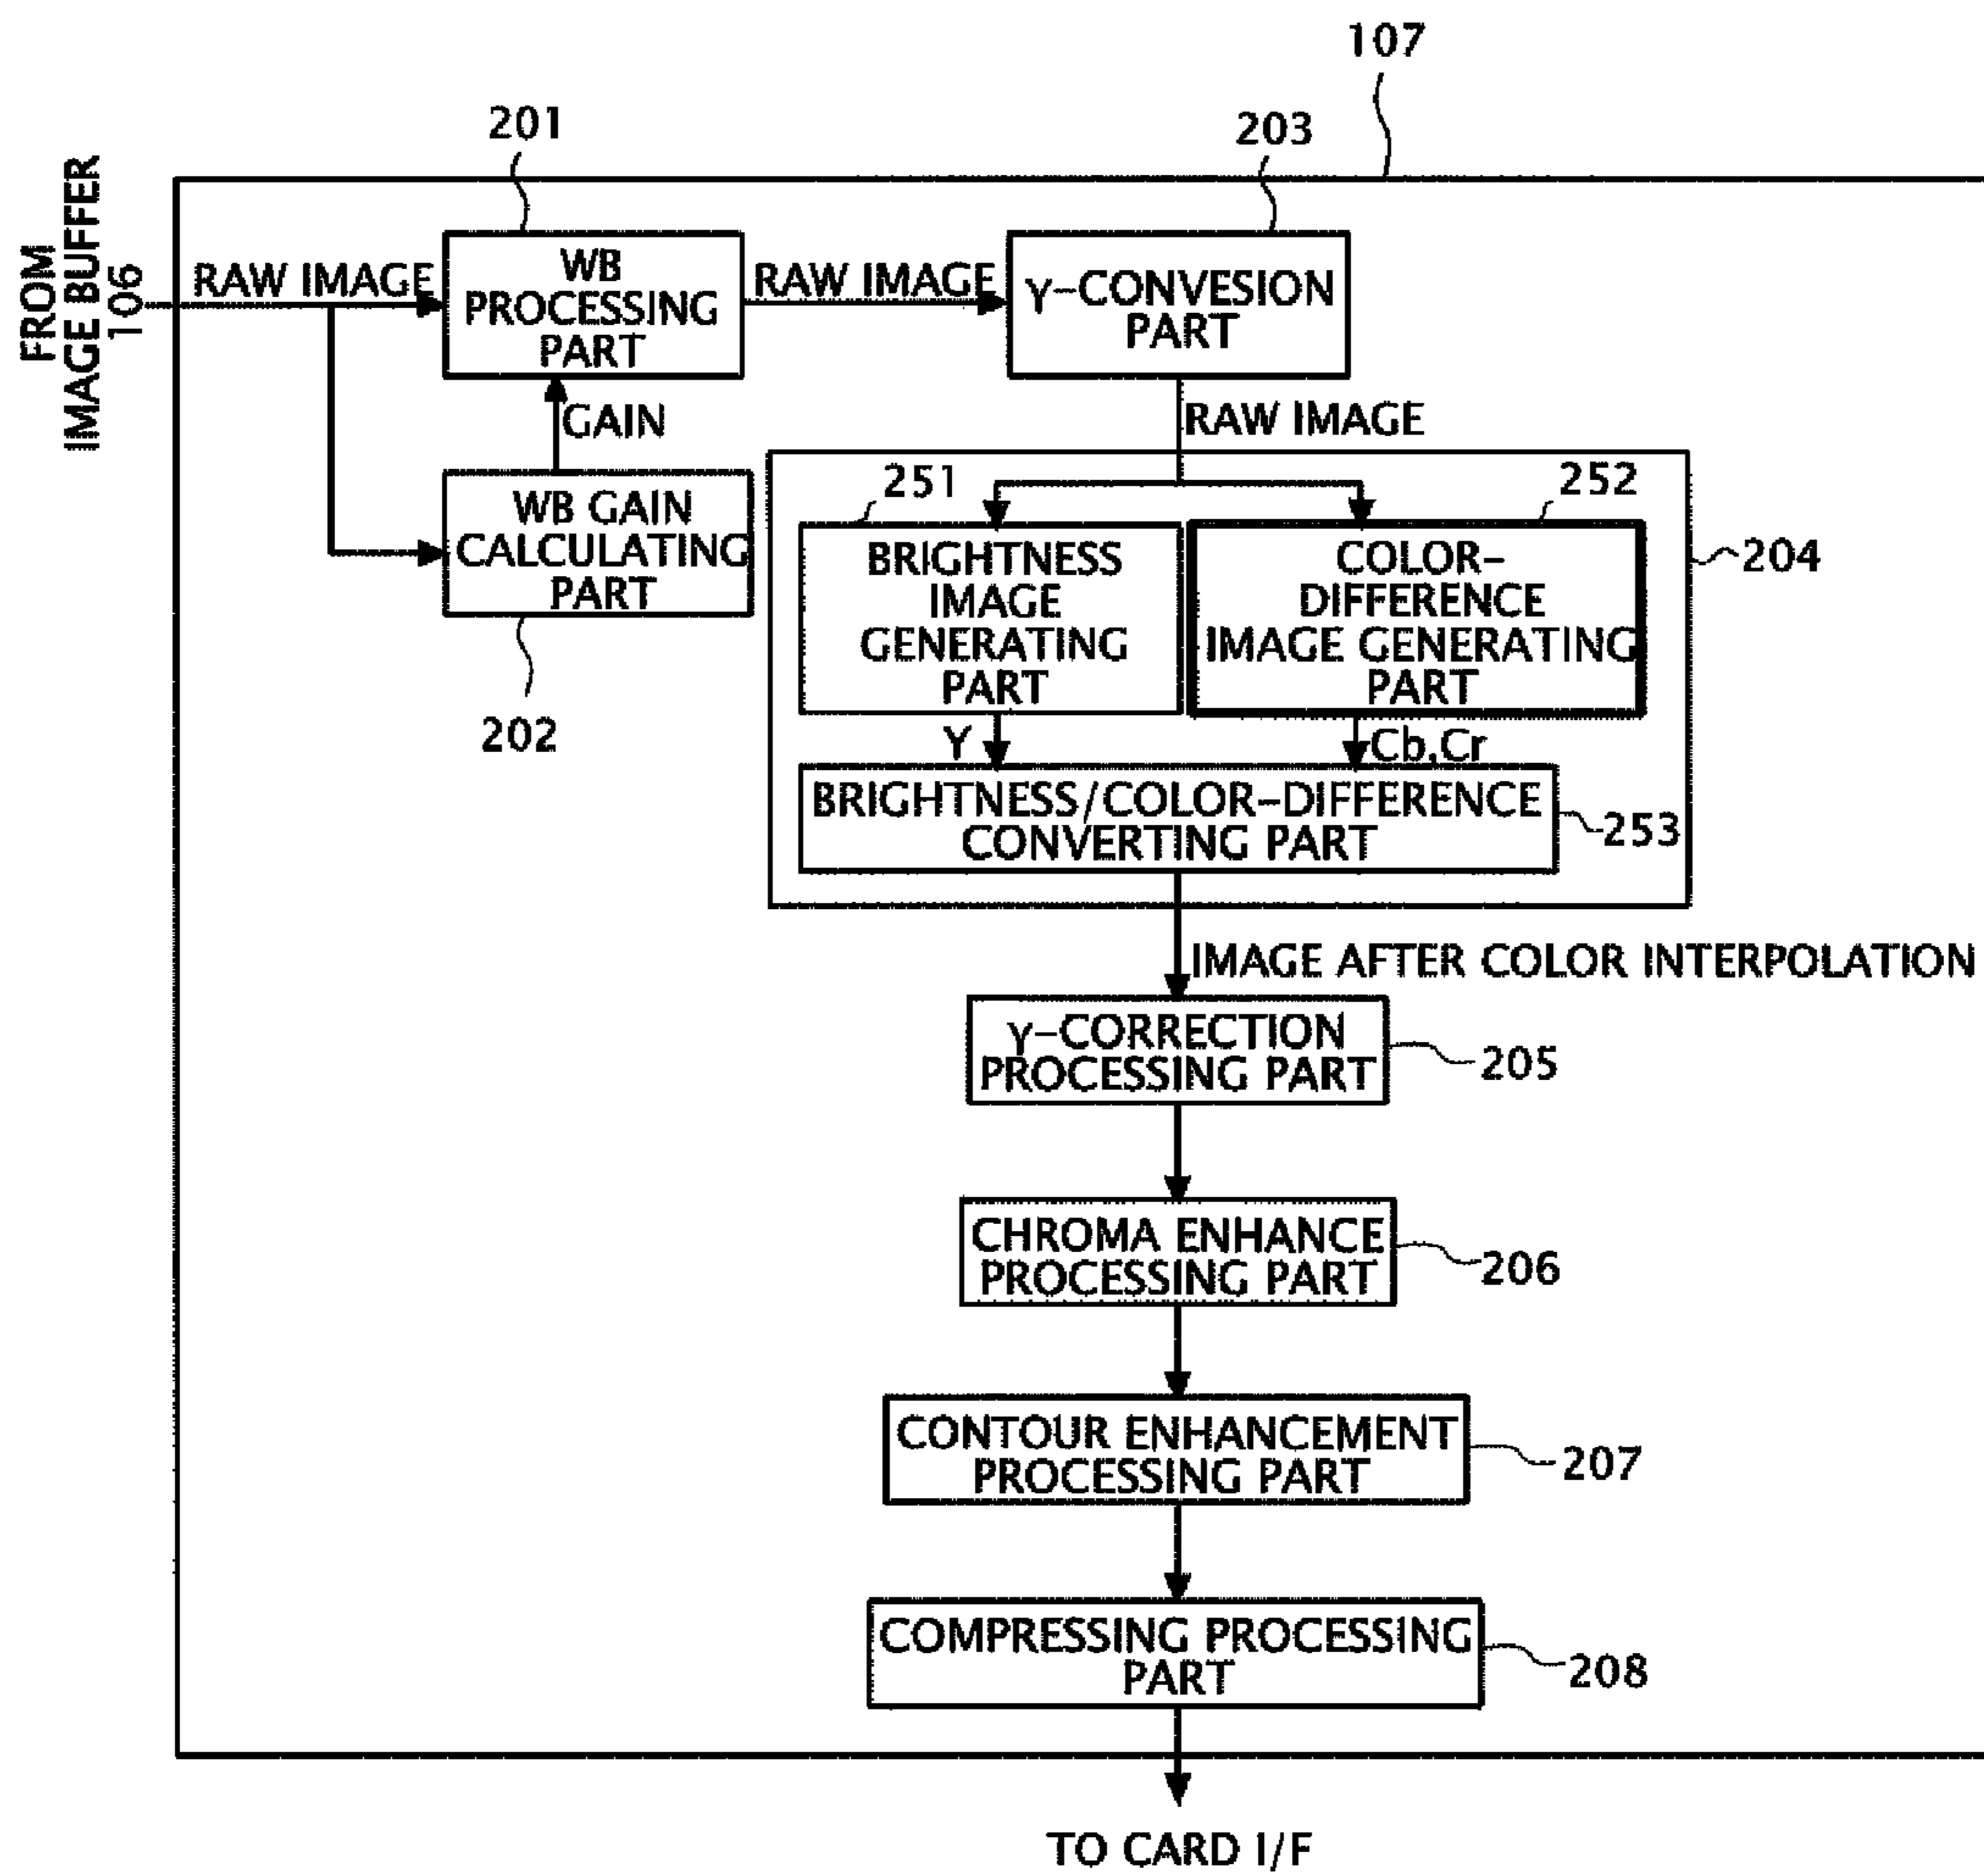 107
201
203
FROM
IMAGE BUFFER
106
RAW IMAGE
WB
PROCESSING
PART
RAW IMAGE
γ-CONVESION
PART
GAIN
RAW IMAGE
WB GAIN
CALCULATING
PART
202
251
252
204
BRIGHTNESS
IMAGE
GENERATING
PART
COLOR-
DIFFERENCE
IMAGE GENERATING
PART
Y
Cb,Cr
BRIGHTNESS/COLOR-DIFFERENCE
CONVERTING PART
253
IMAGE AFTER COLOR INTERPOLATION
γ-CORRECTION
PROCESSING PART
205
CHROMA ENHANCE
PROCESSING PART
206
CONTOUR ENHANCEMENT
PROCESSING PART
207
COMPRESSING PROCESSING
PART
208
TO CARD I/F